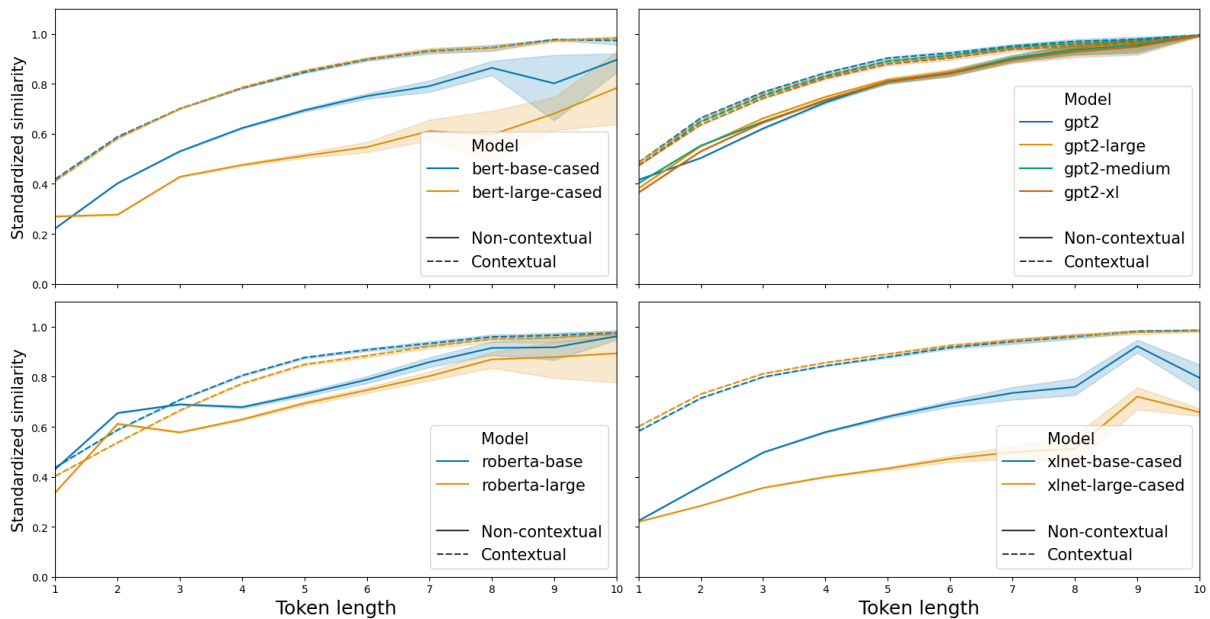 Standardized similarity
1.0
0.8
0.6
0.4
0.2
0.0
Model
bert-base-cased
bert-large-cased
Non-contextual
Contextual
Model
gpt2
gpt2-large
gpt2-medium
gpt2-xl
Non-contextual
Contextual
Standardized similarity
1.0
0.8
0.6
0.4
0.2
0.0
Model
roberta-base
roberta-large
Non-contextual
Contextual
1 2 3 4 5 6 7 8 9 10
Token length
Model
xlnet-base-cased
xlnet-large-cased
Non-contextual
Contextual
1 2 3 4 5 6 7 8 9 10
Token length